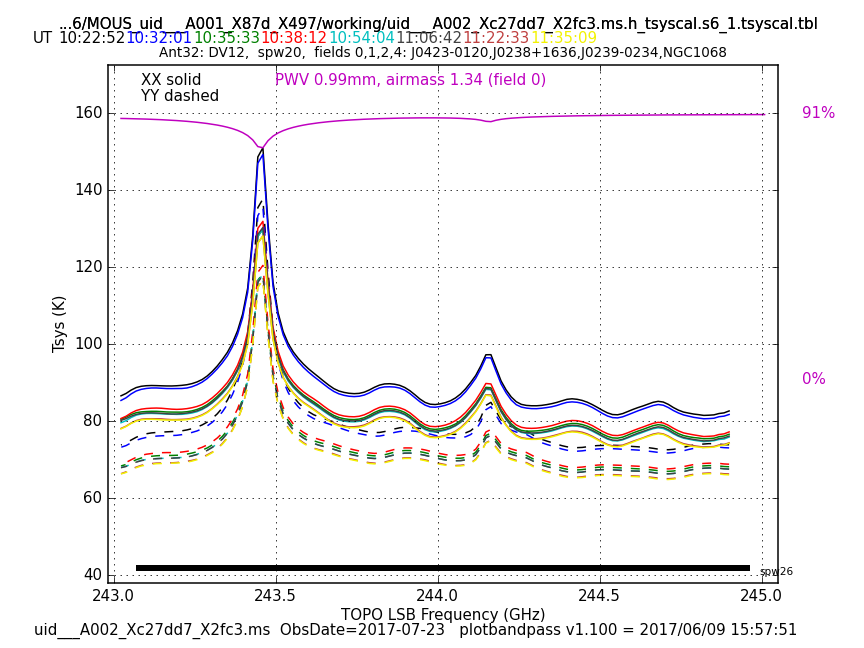 ...6/MOUS_uid___A001_X87d_X497/working/uid___A002_Xc27dd7_X2fc3.ms.h_tsyscal.s6_1.tsyscal.tbl
UT 10:22:52 10:32:01 10:35:33 10:38:12 10:54:04 11:06:42 11:22:33 11:35:09
Ant32: DV12, spw20, fields 0,1,2,4: J0423-0120,J0238+1636,J0239-0234,NGC1068
XX solid
YY dashed
PWV 0.99mm, airmass 1.34 (field 0)
160
140
120
100
80
60
40
Tsys (K)
91%
0%
spw26
243.0 243.5 244.0 244.5 245.0
TOPO LSB Frequency (GHz)
uid___A002_Xc27dd7_X2fc3.ms ObsDate=2017-07-23 plotbandpass v1.100 = 2017/06/09 15:57:51